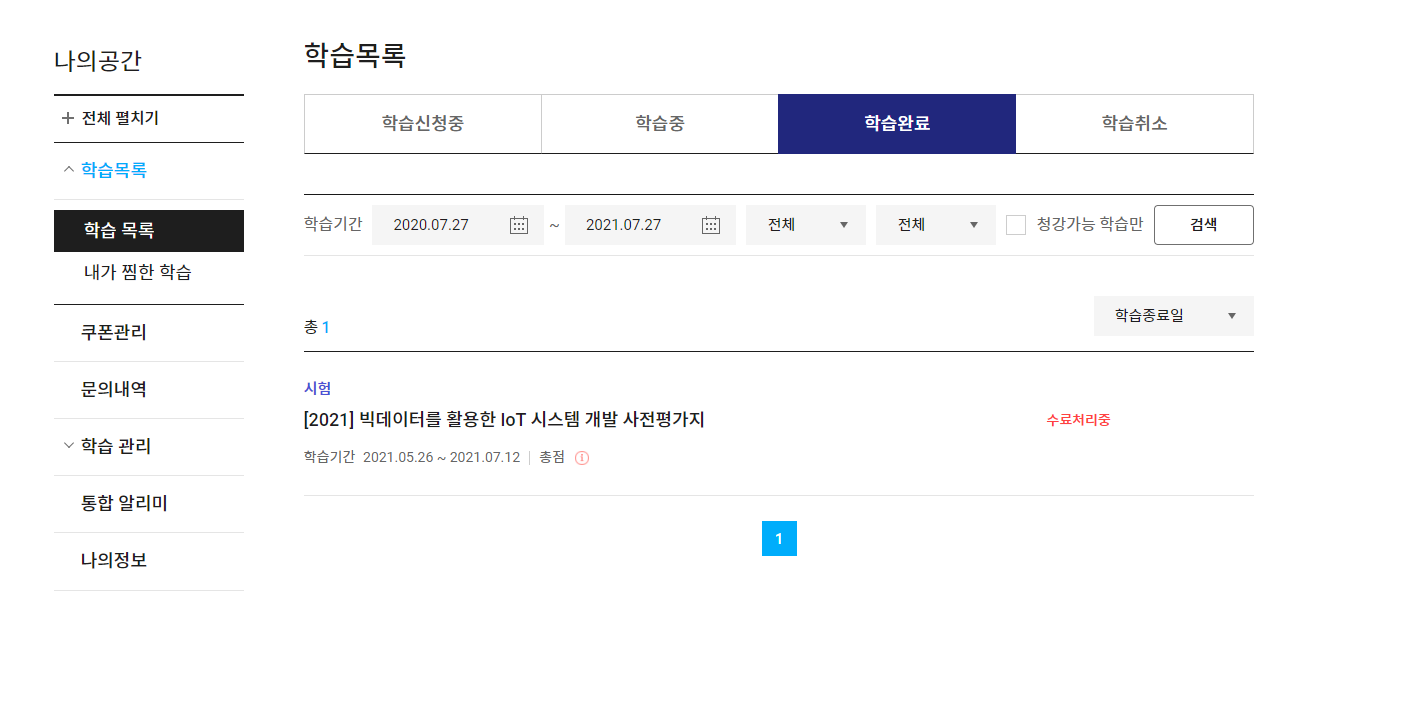 나의공간
전체 펼치기
학습목록
학습 목록
내가 찜한 학습
쿠폰관리
문의내역
학습 관리
통합 알리미
나의정보
학습목록
학습신청중 학습중 학습완료 학습취소
학습기간 2020.07.27 ~ 2021.07.27 전체 전체 청강가능 학습만 검색
총 1 학습종료일
시험
[2021] 빅데이터를 활용한 IoT 시스템 개발 사전평가지 수료처리중
학습기간 2021.05.26 ~ 2021.07.12 총점
1